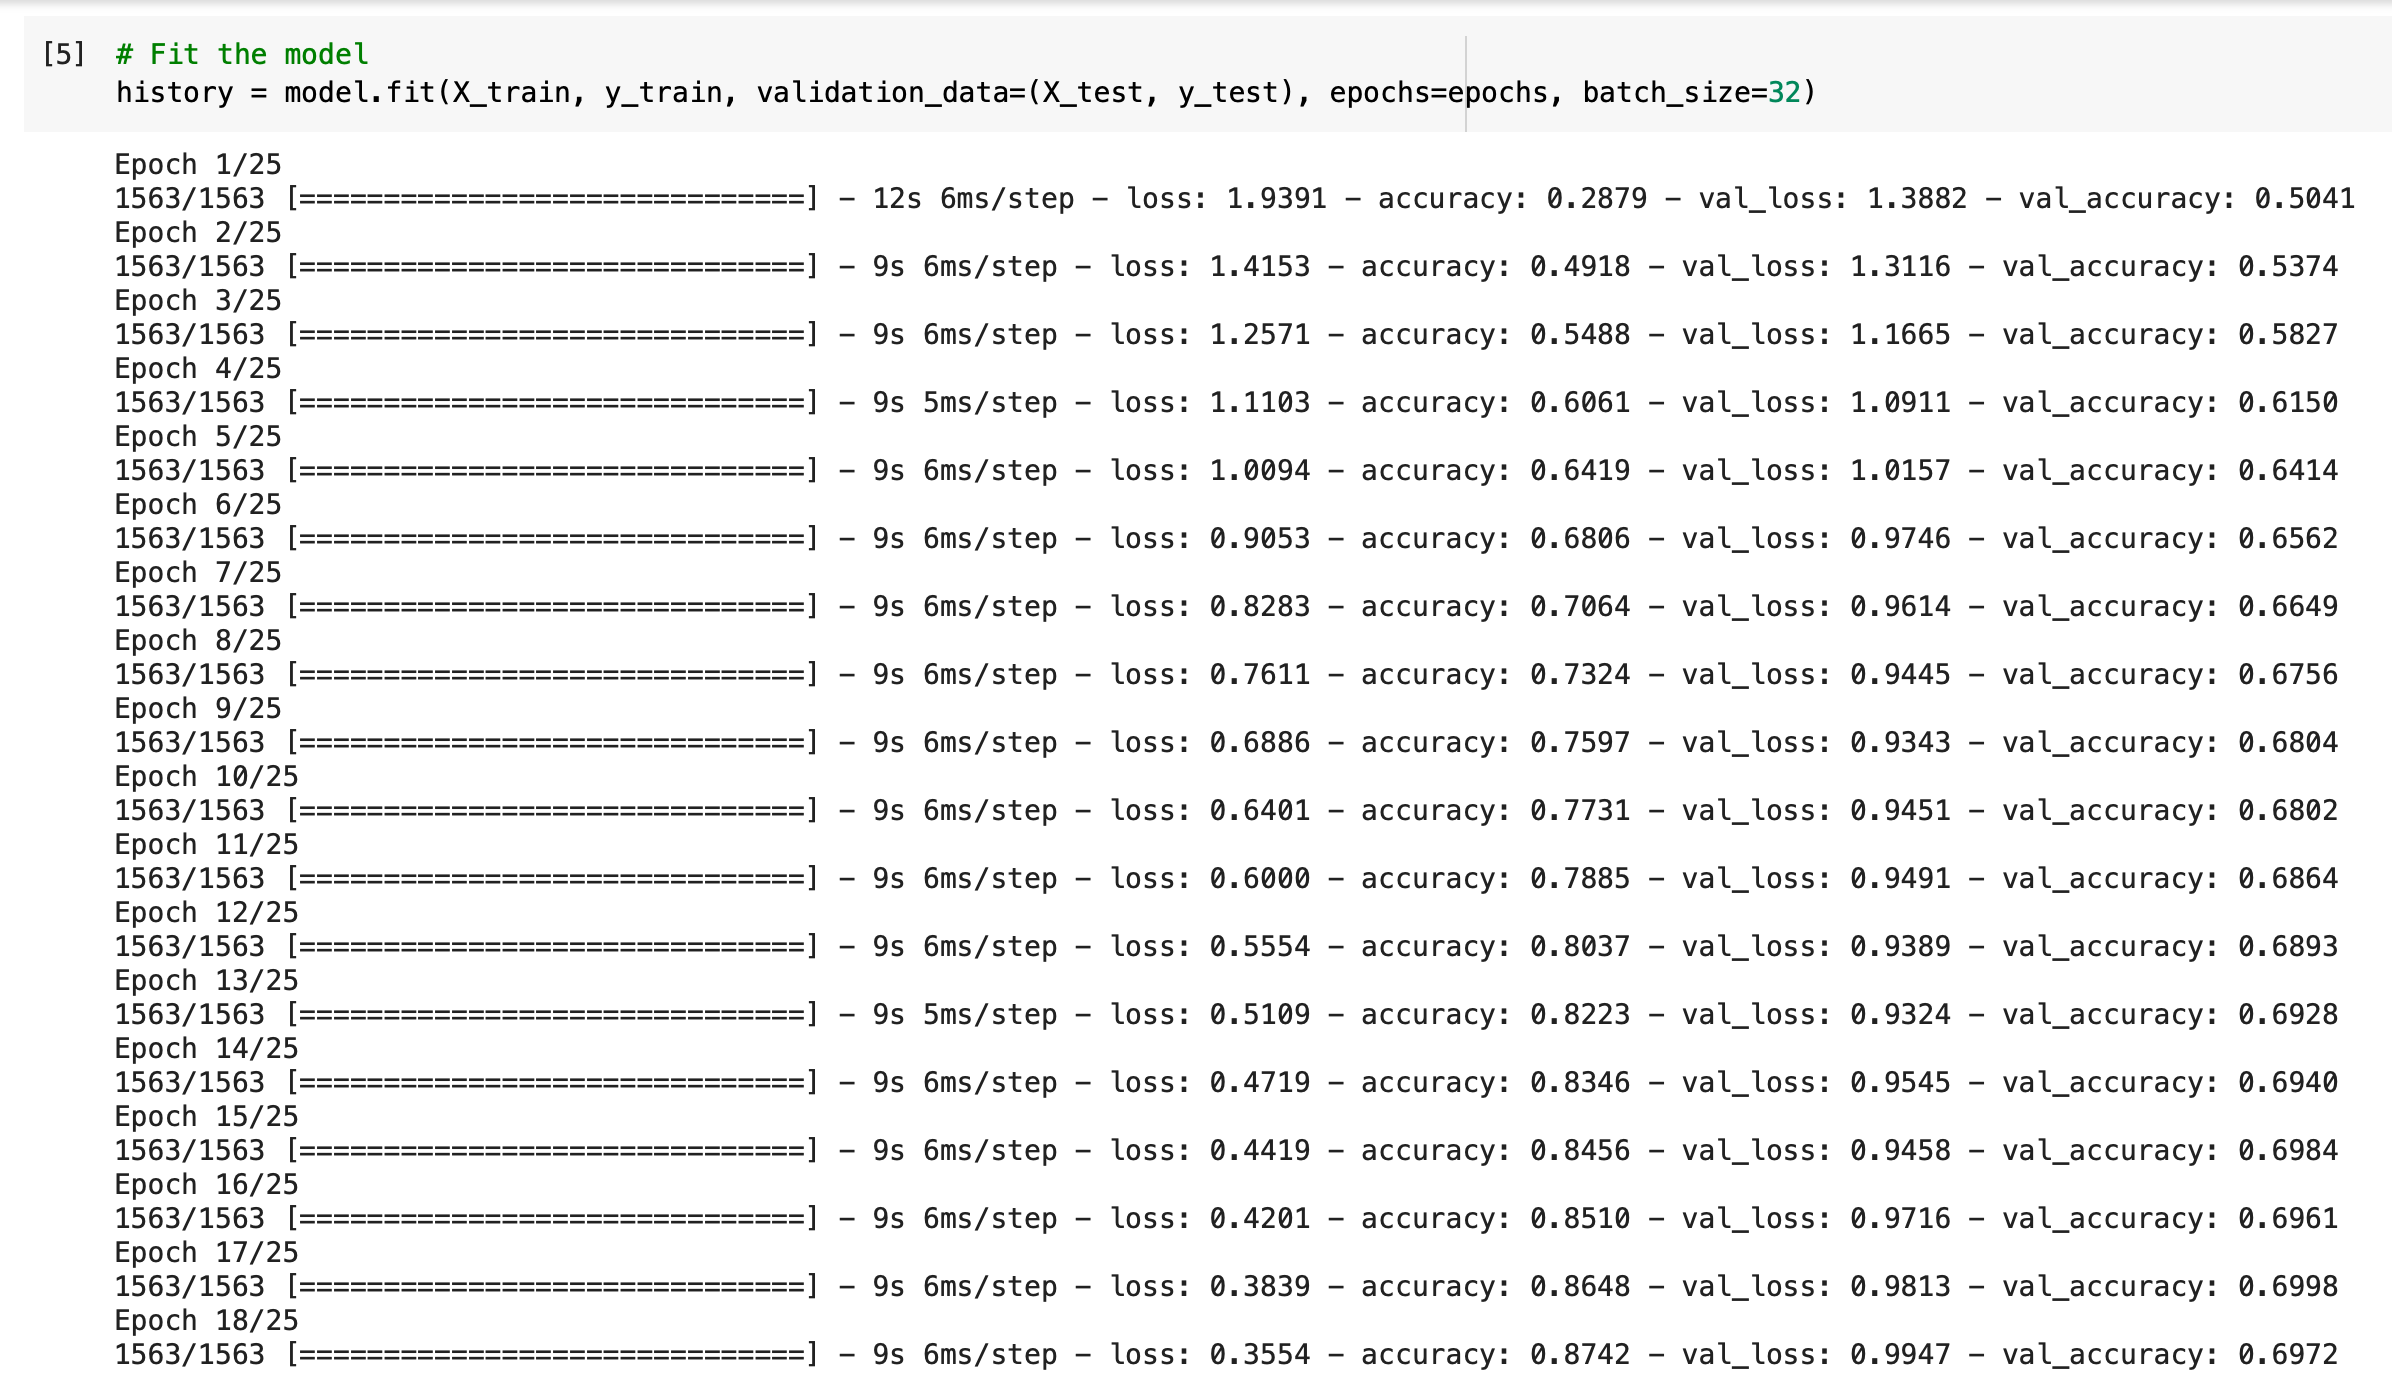 [5] # Fit the model
history = model.fit(X_train, y_train, validation_data=(X_test, y_test), epochs=epochs, batch_size=32)
Epoch 1/25
1563/1563 [==============================] - 12s 6ms/step - loss: 1.9391 - accuracy: 0.2879 - val_loss: 1.3882 - val_accuracy: 0.5041
Epoch 2/25
1563/1563 [==============================] - 9s 6ms/step - loss: 1.4153 - accuracy: 0.4918 - val_loss: 1.3116 - val_accuracy: 0.5374
Epoch 3/25
1563/1563 [==============================] - 9s 6ms/step - loss: 1.2571 - accuracy: 0.5488 - val_loss: 1.1665 - val_accuracy: 0.5827
Epoch 4/25
1563/1563 [==============================] - 9s 5ms/step - loss: 1.1103 - accuracy: 0.6061 - val_loss: 1.0911 - val_accuracy: 0.6150
Epoch 5/25
1563/1563 [==============================] - 9s 6ms/step - loss: 1.0094 - accuracy: 0.6419 - val_loss: 1.0157 - val_accuracy: 0.6414
Epoch 6/25
1563/1563 [==============================] - 9s 6ms/step - loss: 0.9053 - accuracy: 0.6806 - val_loss: 0.9746 - val_accuracy: 0.6562
Epoch 7/25
1563/1563 [==============================] - 9s 6ms/step - loss: 0.8283 - accuracy: 0.7064 - val_loss: 0.9614 - val_accuracy: 0.6649
Epoch 8/25
1563/1563 [==============================] - 9s 6ms/step - loss: 0.7611 - accuracy: 0.7324 - val_loss: 0.9445 - val_accuracy: 0.6756
Epoch 9/25
1563/1563 [==============================] - 9s 6ms/step - loss: 0.6886 - accuracy: 0.7597 - val_loss: 0.9343 - val_accuracy: 0.6804
Epoch 10/25
1563/1563 [==============================] - 9s 6ms/step - loss: 0.6401 - accuracy: 0.7731 - val_loss: 0.9451 - val_accuracy: 0.6802
Epoch 11/25
1563/1563 [==============================] - 9s 6ms/step - loss: 0.6000 - accuracy: 0.7885 - val_loss: 0.9491 - val_accuracy: 0.6864
Epoch 12/25
1563/1563 [==============================] - 9s 6ms/step - loss: 0.5554 - accuracy: 0.8037 - val_loss: 0.9389 - val_accuracy: 0.6893
Epoch 13/25
1563/1563 [==============================] - 9s 5ms/step - loss: 0.5109 - accuracy: 0.8223 - val_loss: 0.9324 - val_accuracy: 0.6928
Epoch 14/25
1563/1563 [==============================] - 9s 6ms/step - loss: 0.4719 - accuracy: 0.8346 - val_loss: 0.9545 - val_accuracy: 0.6940
Epoch 15/25
1563/1563 [==============================] - 9s 6ms/step - loss: 0.4419 - accuracy: 0.8456 - val_loss: 0.9458 - val_accuracy: 0.6984
Epoch 16/25
1563/1563 [==============================] - 9s 6ms/step - loss: 0.4201 - accuracy: 0.8510 - val_loss: 0.9716 - val_accuracy: 0.6961
Epoch 17/25
1563/1563 [==============================] - 9s 6ms/step - loss: 0.3839 - accuracy: 0.8648 - val_loss: 0.9813 - val_accuracy: 0.6998
Epoch 18/25
1563/1563 [==============================] - 9s 6ms/step - loss: 0.3554 - accuracy: 0.8742 - val_loss: 0.9947 - val_accuracy: 0.6972